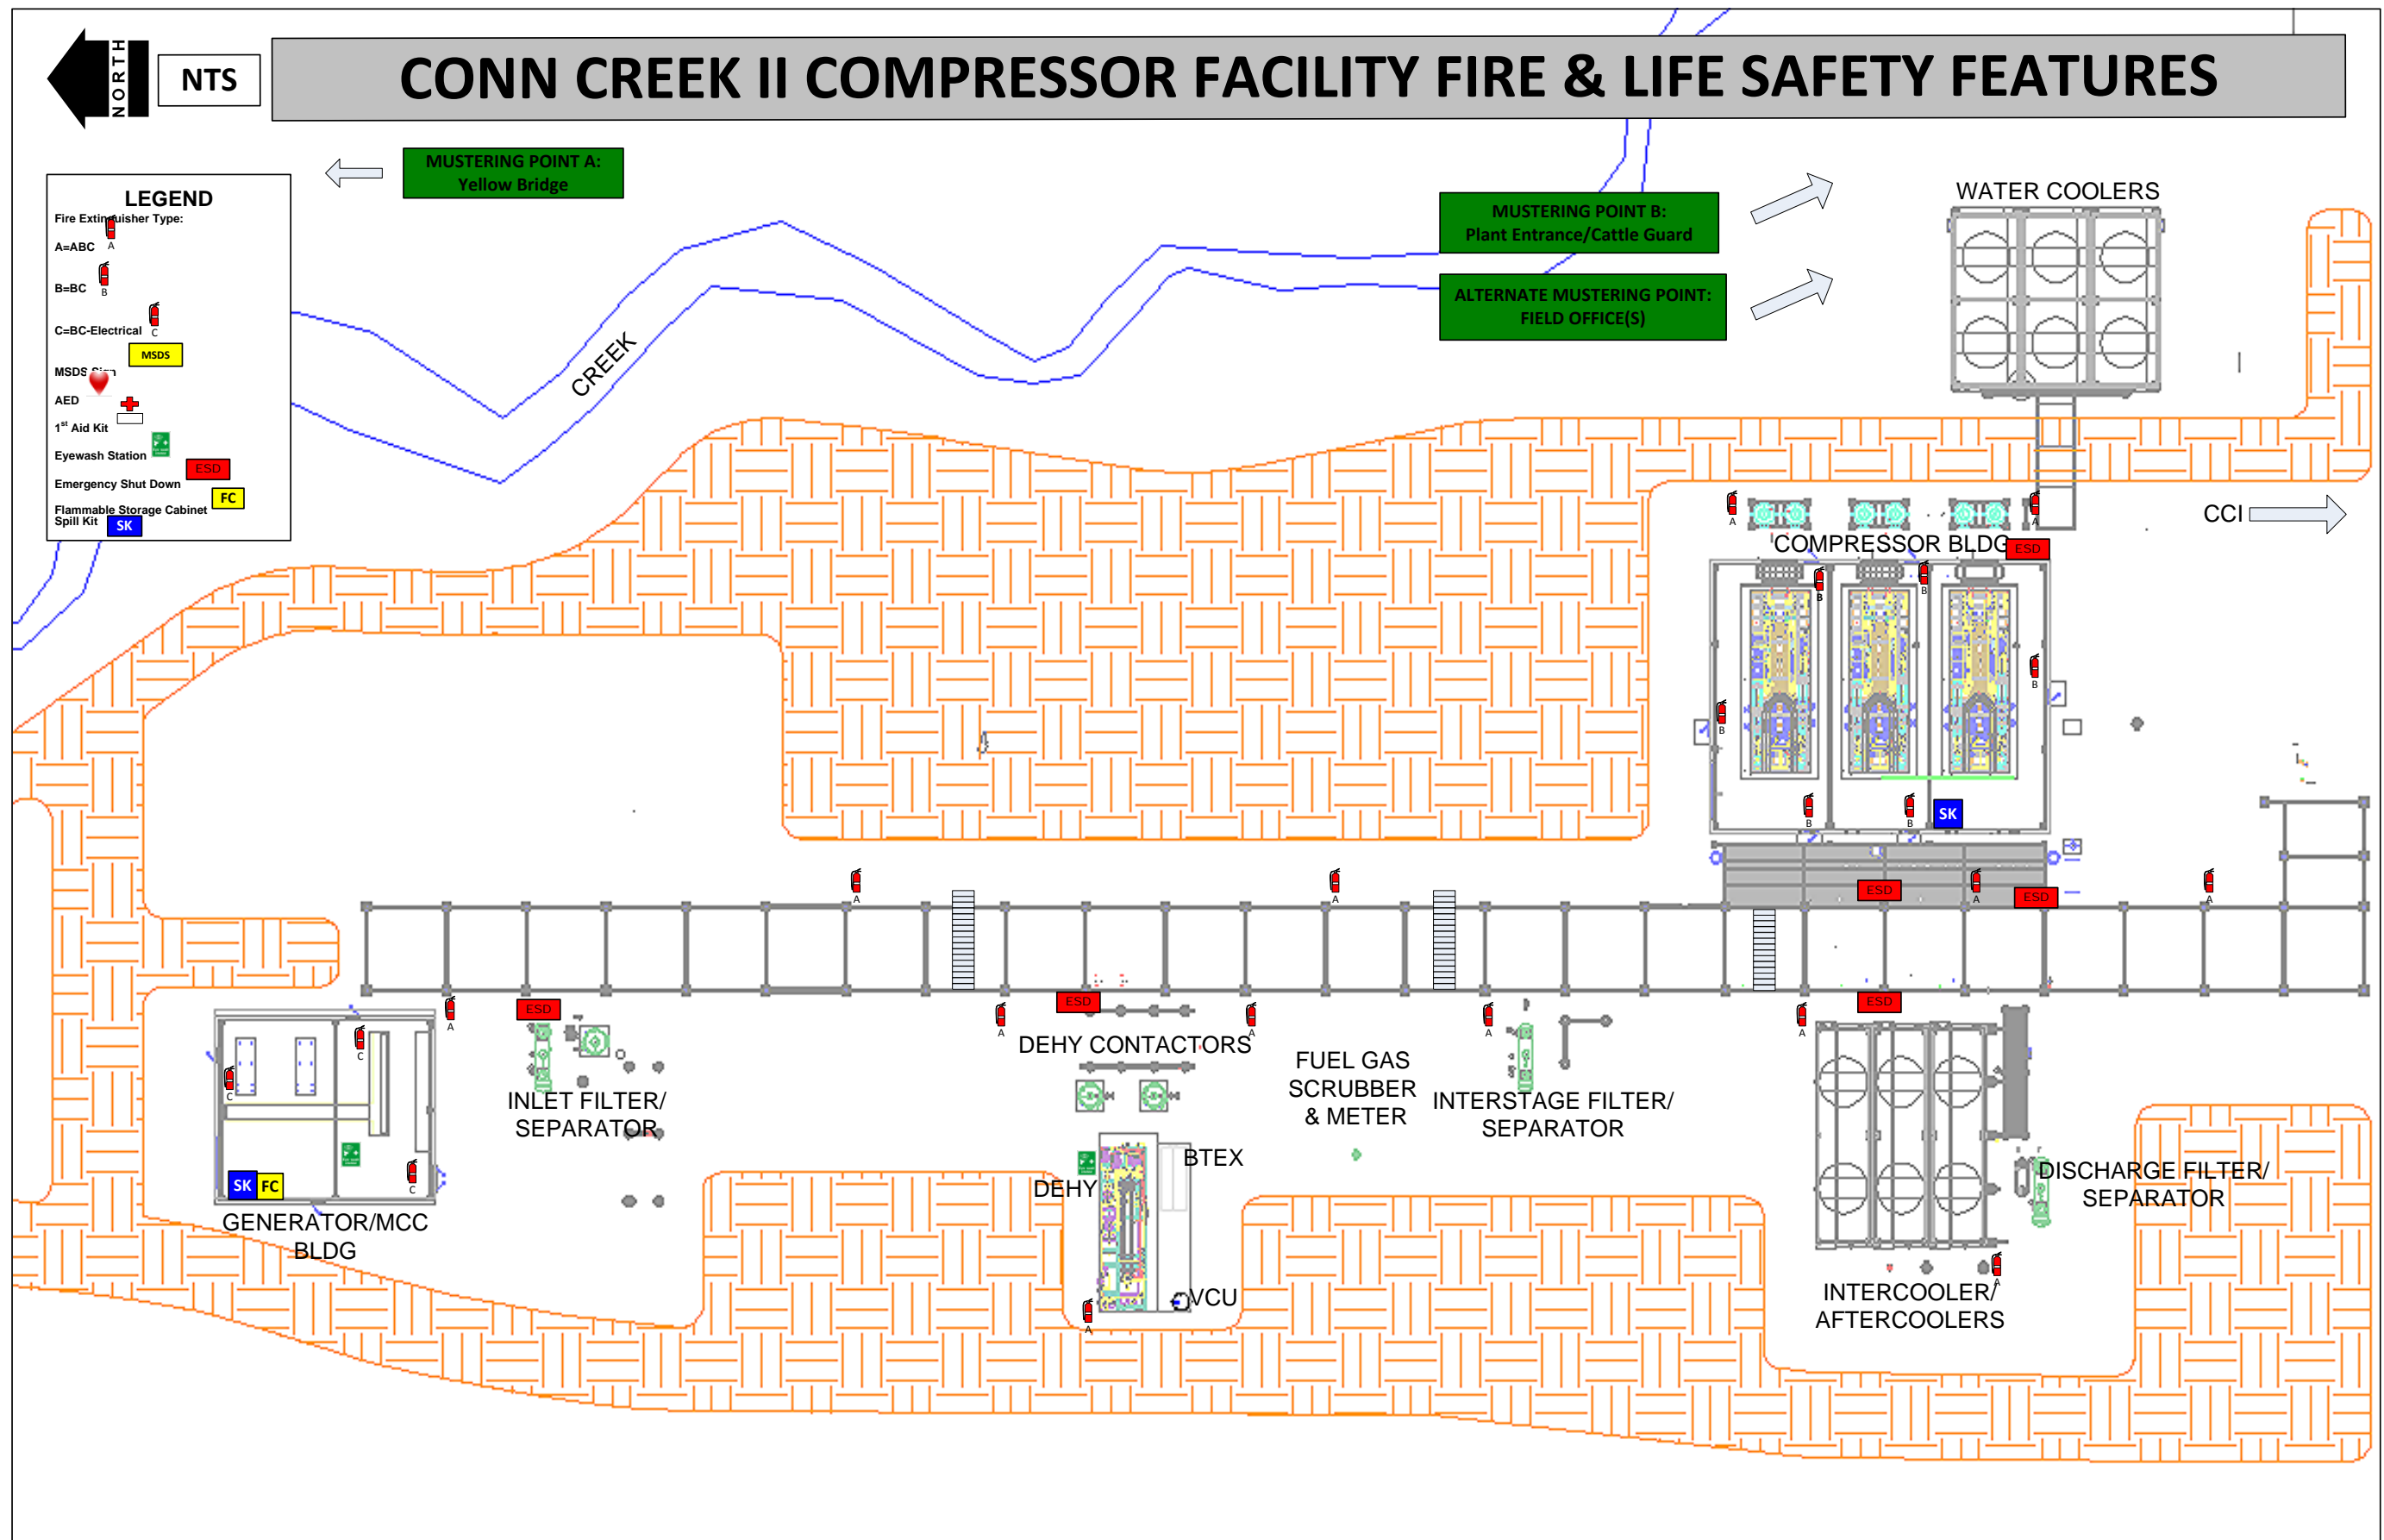 NORTH
NTS
CONN CREEK II COMPRESSOR FACILITY FIRE & LIFE SAFETY FEATURES
MUSTERING POINT A:
Yellow Bridge
MUSTERING POINT B:
Plant Entrance/Cattle Guard
ALTERNATE MUSTERING POINT:
FIELD OFFICE(S)
LEGEND
Fire Extinguisher Type:
A
A=ABC
B=BC
B
C=BC-Electrical
C
MSDS
MSDS Sign
AED
1st Aid Kit
Eyewash Station
ESD
Emergency Shut Down
FC
Flammable Storage Cabinet
Spill Kit
SK
CREEK
WATER COOLERS
CCI
A
A
COMPRESSOR BLDG
ESD
B
B
B
B
B
B
SK
A
A
ESD
A
ESD
A
A
ESD
A
ESD
A
A
A
ESD
C
C
C
SK
FC
GENERATOR/MCC
BLDG
INLET FILTER/
SEPARATOR
DEHY CONTACTORS
FUEL GAS
SCRUBBER
& METER
INTERSTAGE FILTER/
SEPARATOR
BTEX
DEHY
VCU
A
DISCHARGE FILTER/
SEPARATOR
A
INTERCOOLER/
AFTERCOOLERS